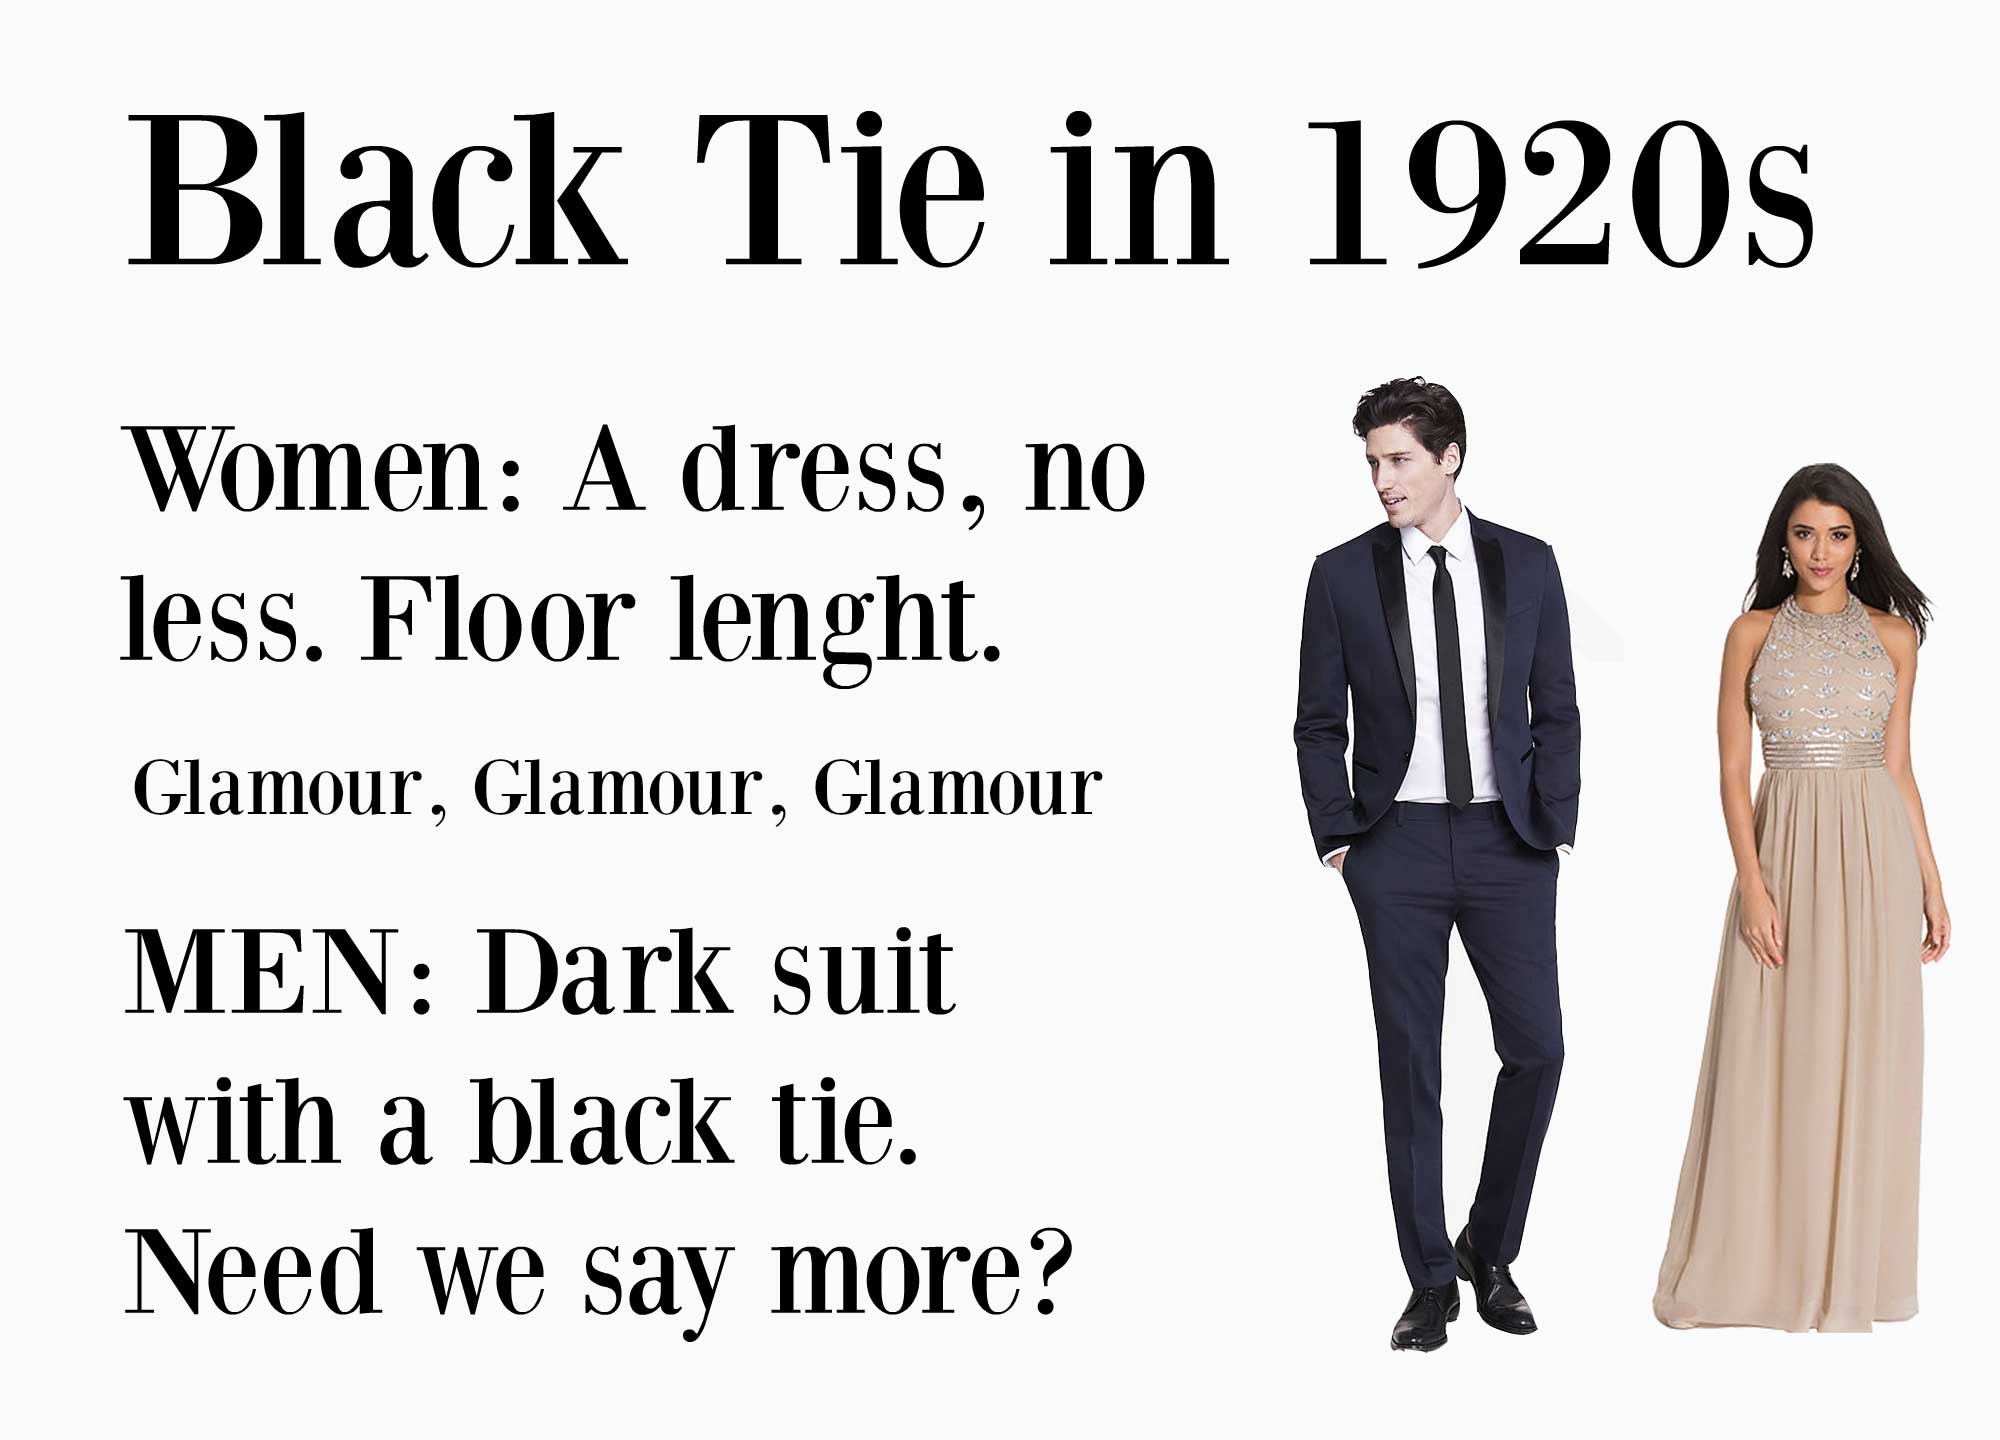 Black Tie in 1920s
Women: A dress, no
less. Floor lenght.
Glamour, Glamour, Glamour
MEN: Dark suit
with a black tie.
Need we say more?